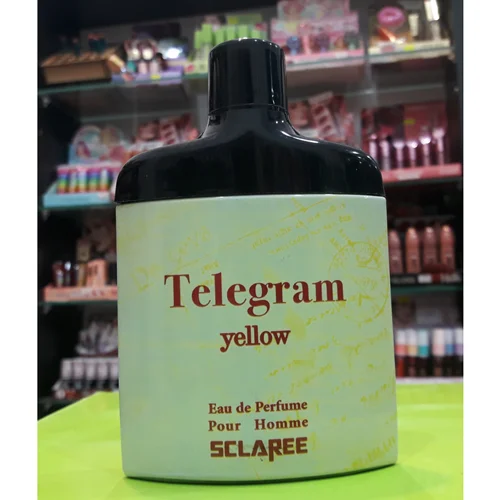 Telegram
yellow
Eau de Perfume
Pour Homme
SCLAREE